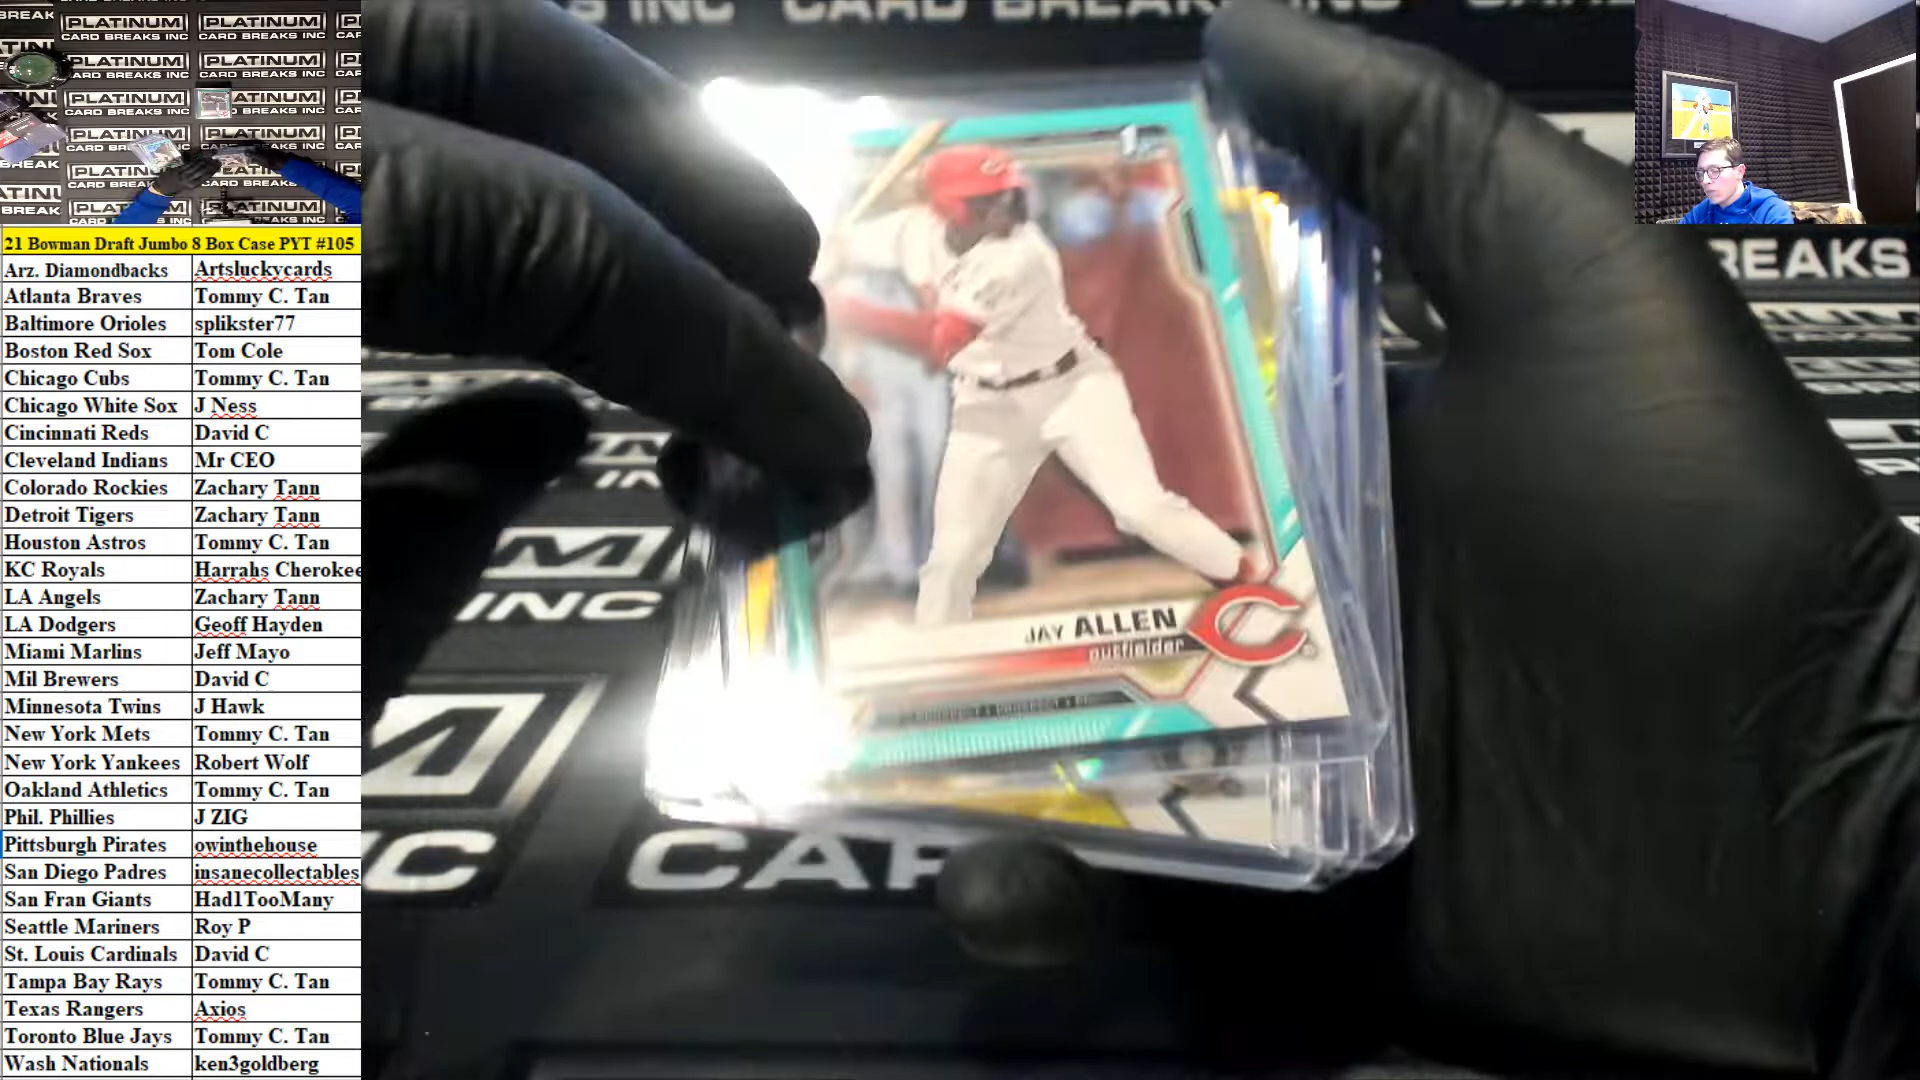 21 Bowman Draft Jumbo 8 Box Case PYT #105
Arz. Diamondbacks Artsluckycards
Atlanta Braves Tommy C. Tan
Baltimore Orioles splikster77
Boston Red Sox Tom Cole
Chicago Cubs Tommy C. Tan
Chicago White Sox J Ness
Cincinnati Reds David C
Cleveland Indians Mr CEO
Colorado Rockies Zachary Tann
Detroit Tigers Zachary Tann
Houston Astros Tommy C. Tan
KC Royals Harrahs Cherokee
LA Angels Zachary Tann
LA Dodgers Geoff Hayden
Miami Marlins Jeff Mayo
Mil Brewers David C
Minnesota Twins J Hawk
New York Mets Tommy C. Tan
New York Yankees Robert Wolf
Oakland Athletics Tommy C. Tan
Phil. Phillies J ZIG
Pittsburgh Pirates owinthehouse
San Diego Padres insanecollectables
San Fran Giants Had1TooMany
Seattle Mariners Roy P
St. Louis Cardinals David C
Tampa Bay Rays Tommy C. Tan
Texas Rangers Axios
Toronto Blue Jays Tommy C. Tan
Wash Nationals ken3goldberg
PLATINUM
CARD BREAKS INC
JAY ALLEN
outfielder
1st
C
CARD BREAKS INC
REAKS
INC